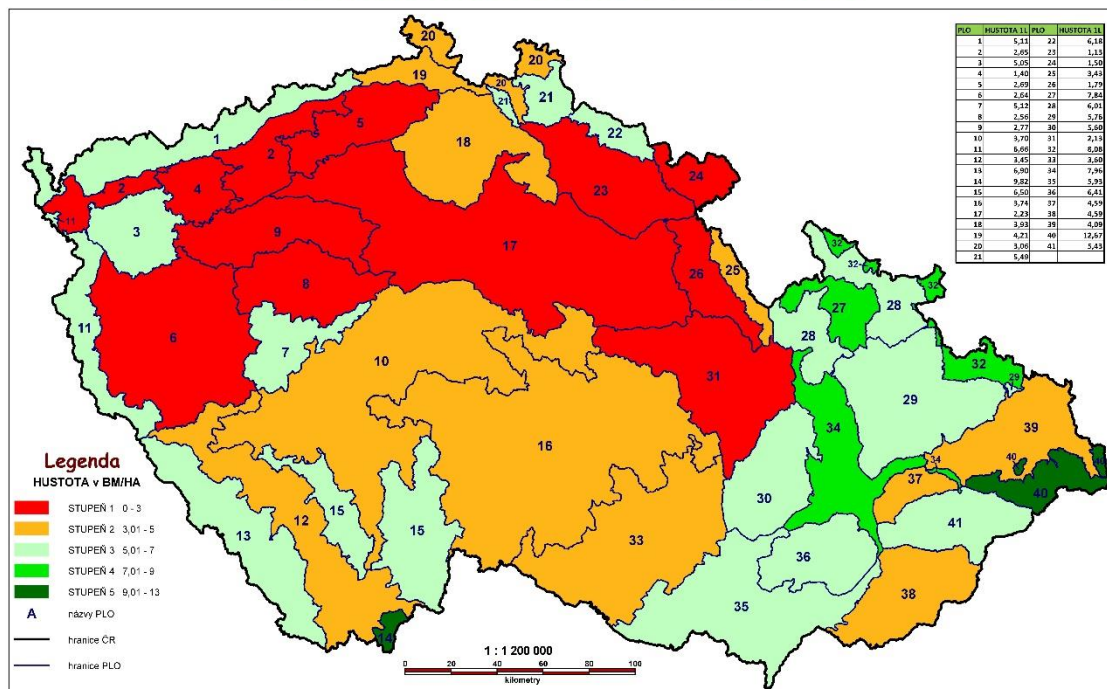 PLO HUSTOTA 1L PLO HUSTOTA 1L
1 5,11 22 6,18
2 2,65 23 1,15
3 5,05 24 1,50
4 1,40 25 3,43
5 2,69 26 1,79
6 2,64 27 7,84
7 5,12 28 6,01
8 2,56 29 5,76
9 2,77 30 5,60
10 3,70 31 2,13
11 6,66 32 8,08
12 3,45 33 3,60
13 6,90 34 7,96
14 9,82 35 5,95
15 6,50 36 6,41
16 3,74 37 4,59
17 2,23 38 4,59
18 3,93 39 4,09
19 4,21 40 12,67
20 3,06 41 5,43
21 5,49
20
20
19
20
5
21
21
1
22
18
2
24
2
4
23
11
3
32
9
17
32
32
26
25
27
28
11
8
28
6
32
7
10
29
31
29
34
39
16
34
40
40
37
40
15
30
12
15
41
13
33
36
35
38
14
Legenda
HUSTOTA v BM/HA
STUPEŇ 1 0 - 3
STUPEŇ 2 3,01 - 5
STUPEŇ 3 5,01 - 7
STUPEŇ 4 7,01 - 9
STUPEŇ 5 9,01 - 13
A názvy PLO
hranice ČR
hranice PLO
1 : 1 200 000
0 20 40 60 80 100
kilometry